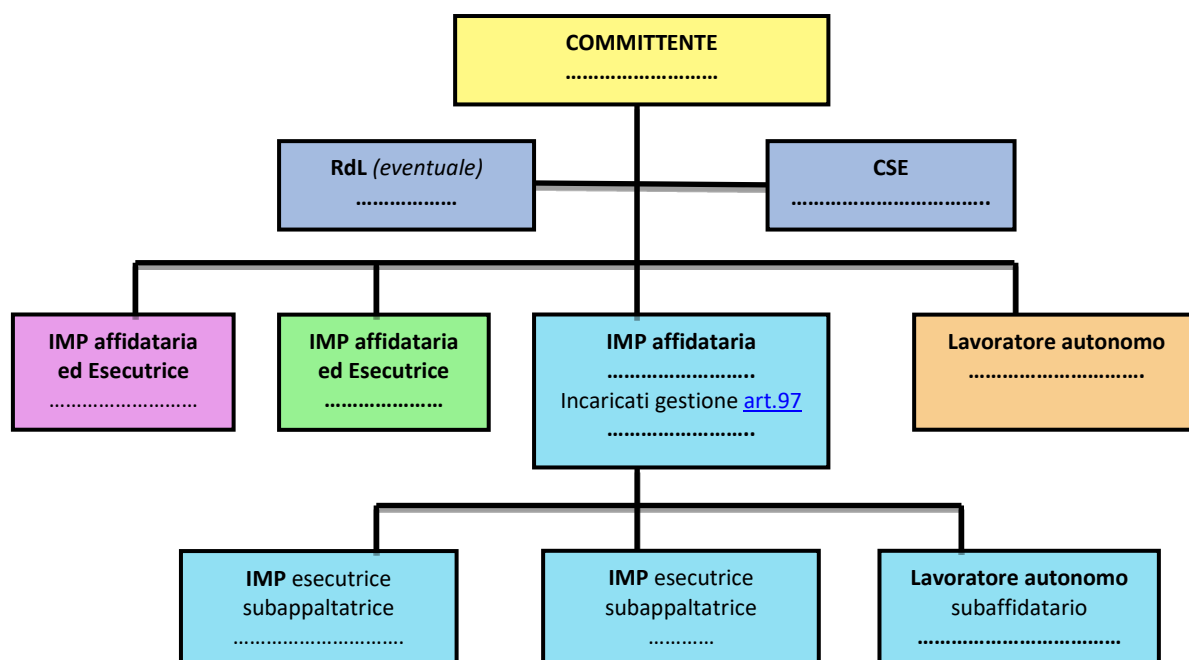 COMMITTENTE
……………………
RdL (eventuale)
………………
CSE
……………………………..
IMP affidataria
ed Esecutrice
………………………
IMP affidataria
ed Esecutrice
…………………
IMP affidataria
……………………..
Incaricati gestione art.97
……………………..
Lavoratore autonomo
………………………….
IMP esecutrice
subappaltatrice
………………………….
IMP esecutrice
subappaltatrice
…………
Lavoratore autonomo
subaffidatario
………………………………